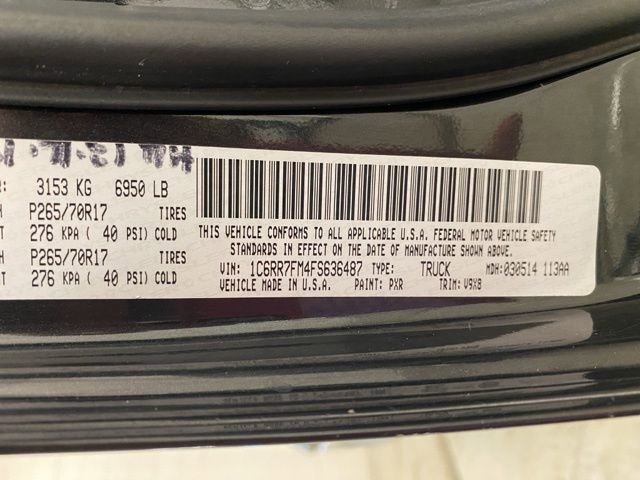 R: 3153 KG 6950 LB
H P265/70R17 TIRES
T 276 KPA ( 40 PSI) COLD
H P265/70R17 TIRES
T 276 KPA ( 40 PSI) COLD
THIS VEHICLE CONFORMS TO ALL APPLICABLE U.S.A. FEDERAL MOTOR VEHICLE SAFETY
STANDARDS IN EFFECT ON THE DATE OF MANUFACTURE SHOWN ABOVE.
VIN: 1C6RR7FM4FS636487 TYPE: TRUCK MDH:030514 113AA
VEHICLE MADE IN U.S.A. PAINT: PXR TRIM: V9X8